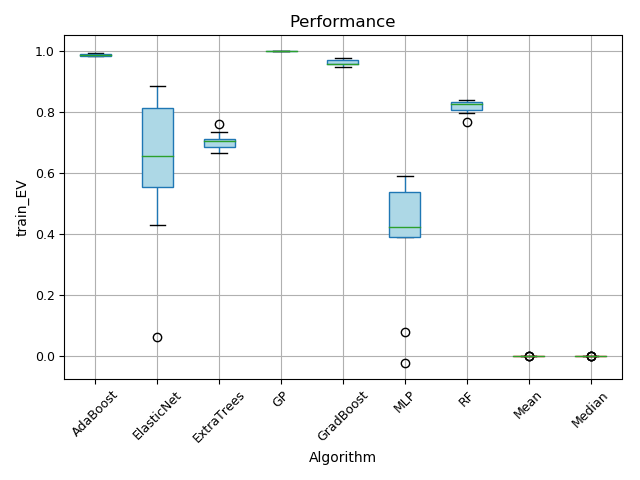 Performance
train_EV
1.0
0.8
0.6
0.4
0.2
0.0
AdaBoost
ElasticNet
ExtraTrees
GP
GradBoost
MLP
RF
Mean
Median
Algorithm